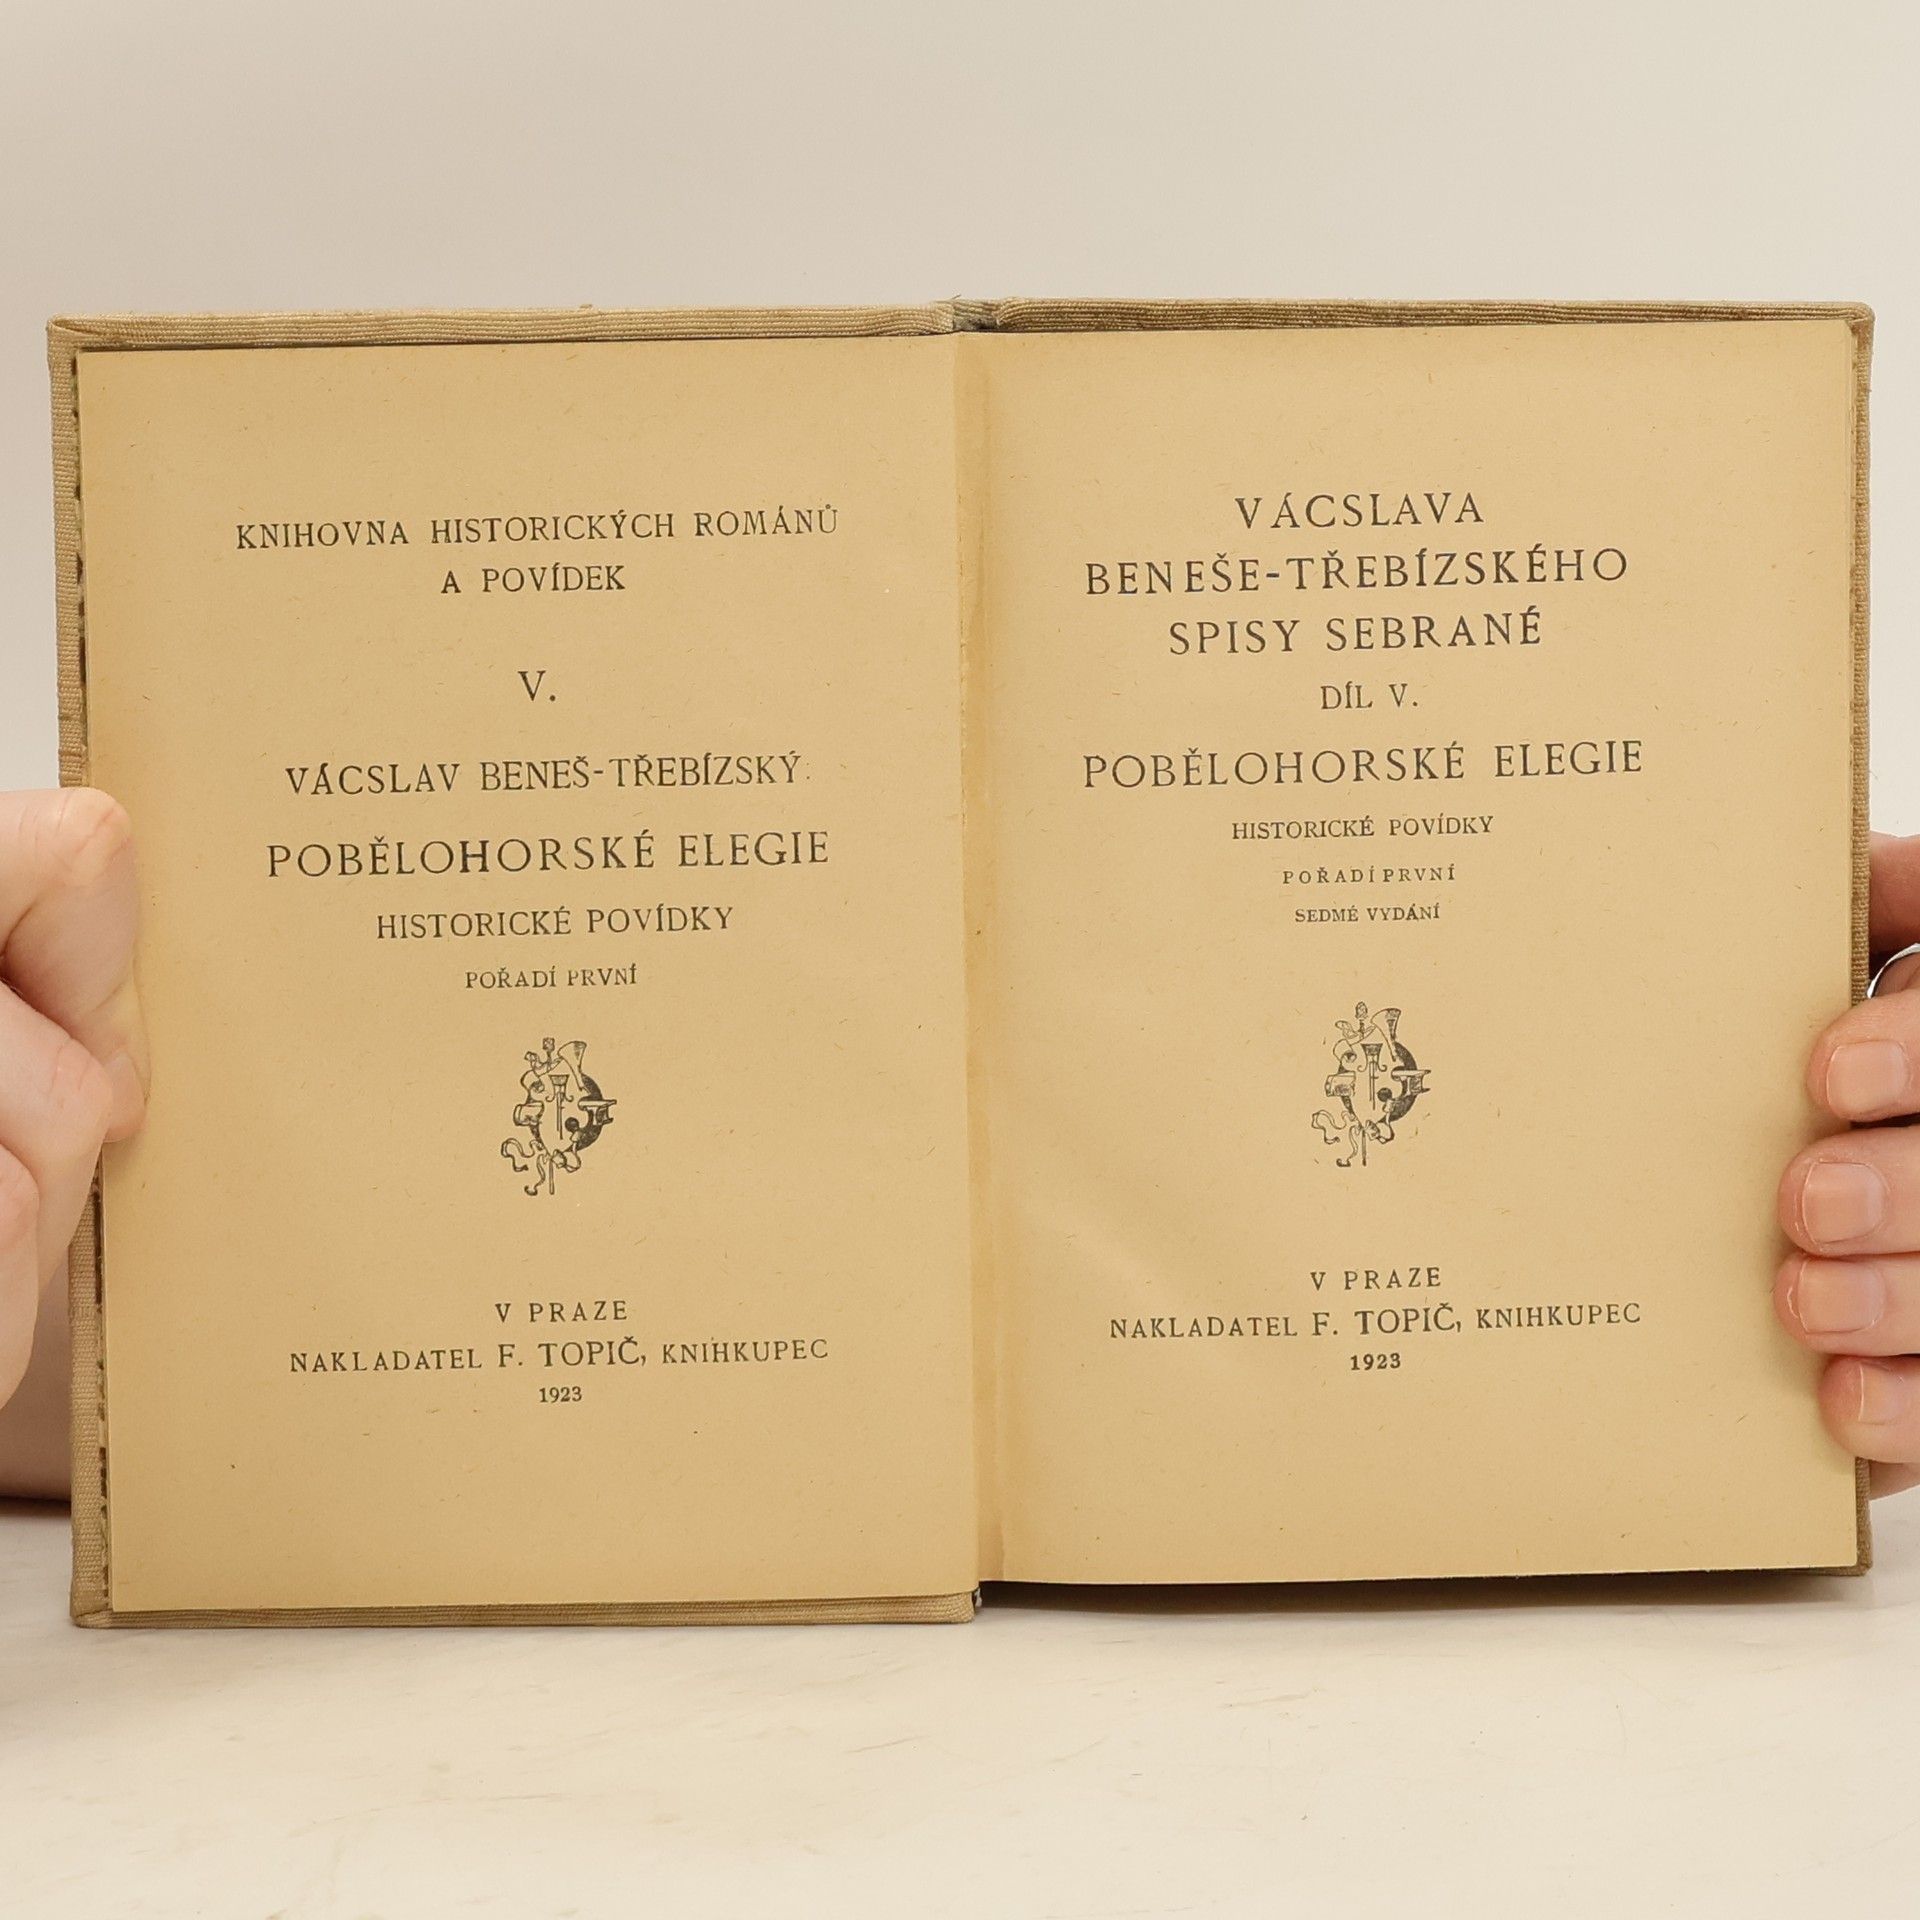 KNIHOVNA HISTORICKÝCH ROMÁNŮ
A POVÍDEK
V.
VÁCSLAV BENEŠ-TŘEBÍZSKÝ:
POBĚLOHORSKÉ ELEGIE
HISTORICKÉ POVÍDKY
POŘADÍ PRVNÍ
V PRAZE
NAKLADATEL F. TOPIČ, KNIHKUPEC
1923
VÁCSLAVA
BENEŠE-TŘEBÍZSKÉHO
SPISY SEBRANÉ
DÍL V.
POBĚLOHORSKÉ ELEGIE
HISTORICKÉ POVÍDKY
POŘADÍ PRVNÍ
SEDMÉ VYDÁNÍ
V PRAZE
NAKLADATEL F. TOPIČ, KNIHKUPEC
1923